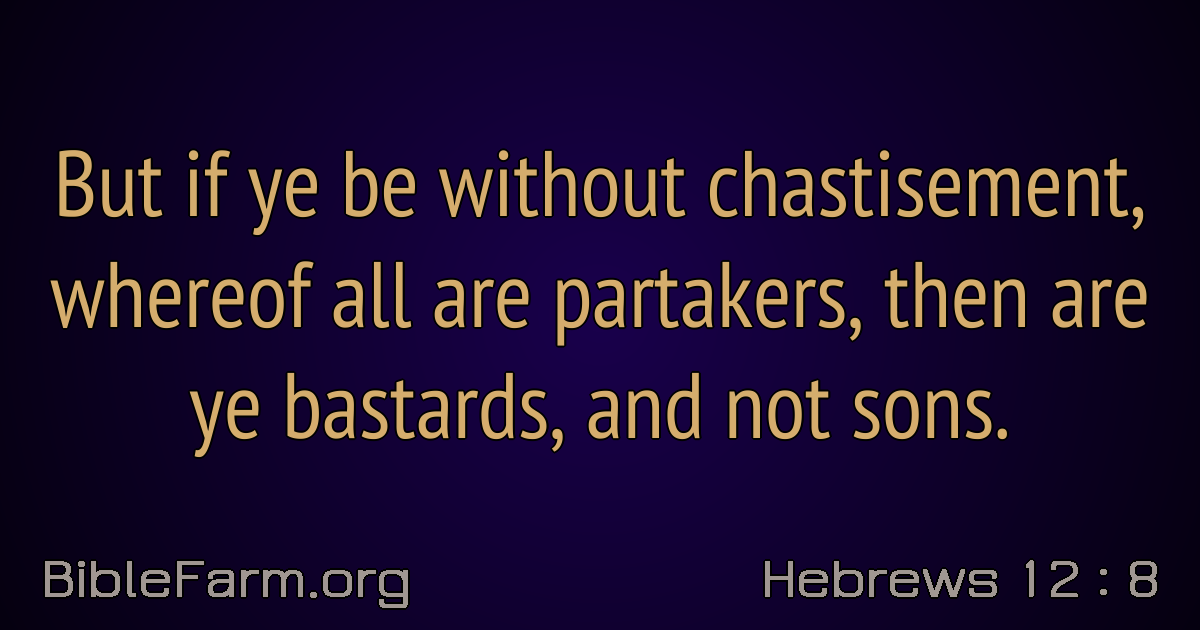 But if ye be without chastisement,
whereof all are partakers, then are
ye bastards, and not sons.
BibleFarm.org
Hebrews 12 : 8